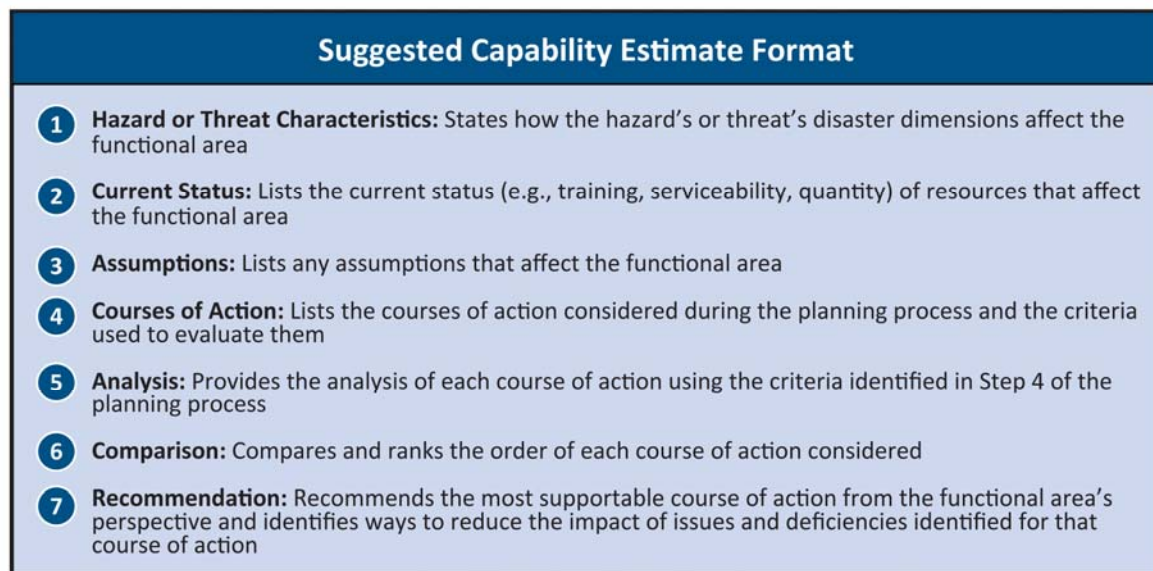 Suggested Capability Estimate Format
1 Hazard or Threat Characteristics: States how the hazard's or threat's disaster dimensions affect the
functional area
2 Current Status: Lists the current status (e.g., training, serviceability, quantity) of resources that affect
the functional area
3 Assumptions: Lists any assumptions that affect the functional area
4 Courses of Action: Lists the courses of action considered during the planning process and the criteria
used to evaluate them
5 Analysis: Provides the analysis of each course of action using the criteria identified in Step 4 of the
planning process
6 Comparison: Compares and ranks the order of each course of action considered
7 Recommendation: Recommends the most supportable course of action from the functional area's
perspective and identifies ways to reduce the impact of issues and deficiencies identified for that
course of action